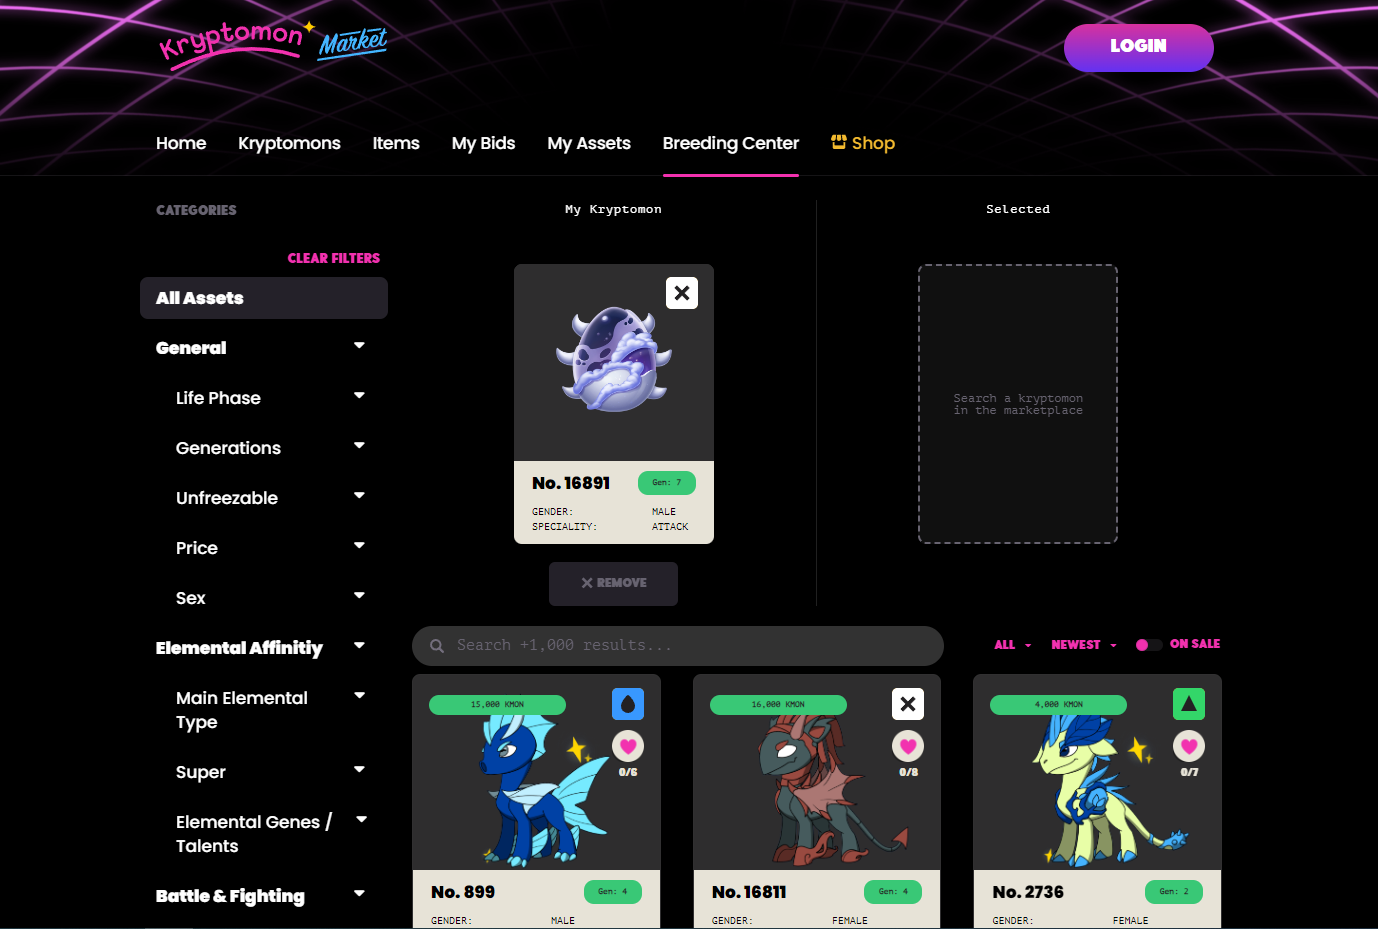 Kryptomon Market
LOGIN
Home Kryptomons Items My Bids My Assets Breeding Center Shop
CATEGORIES
CLEAR FILTERS
All Assets
General
Life Phase
Generations
Unfreezable
Price
Sex
Elemental Affinitiy
Main Elemental
Type
Super
Elemental Genes /
Talents
Battle & Fighting
My Kryptomon
No. 16891 Gen: 7
GENDER: MALE
SPECIALITY: ATTACK
REMOVE
Selected
Search a kryptomon
in the marketplace
Search +1,000 results...
ALL NEWEST ON SALE
15,000 KMON
0/6
No. 899 Gen: 4
GENDER: MALE
16,000 KMON
0/8
No. 16811 Gen: 4
GENDER: FEMALE
4,000 KMON
0/7
No. 2736 Gen: 2
GENDER: FEMALE